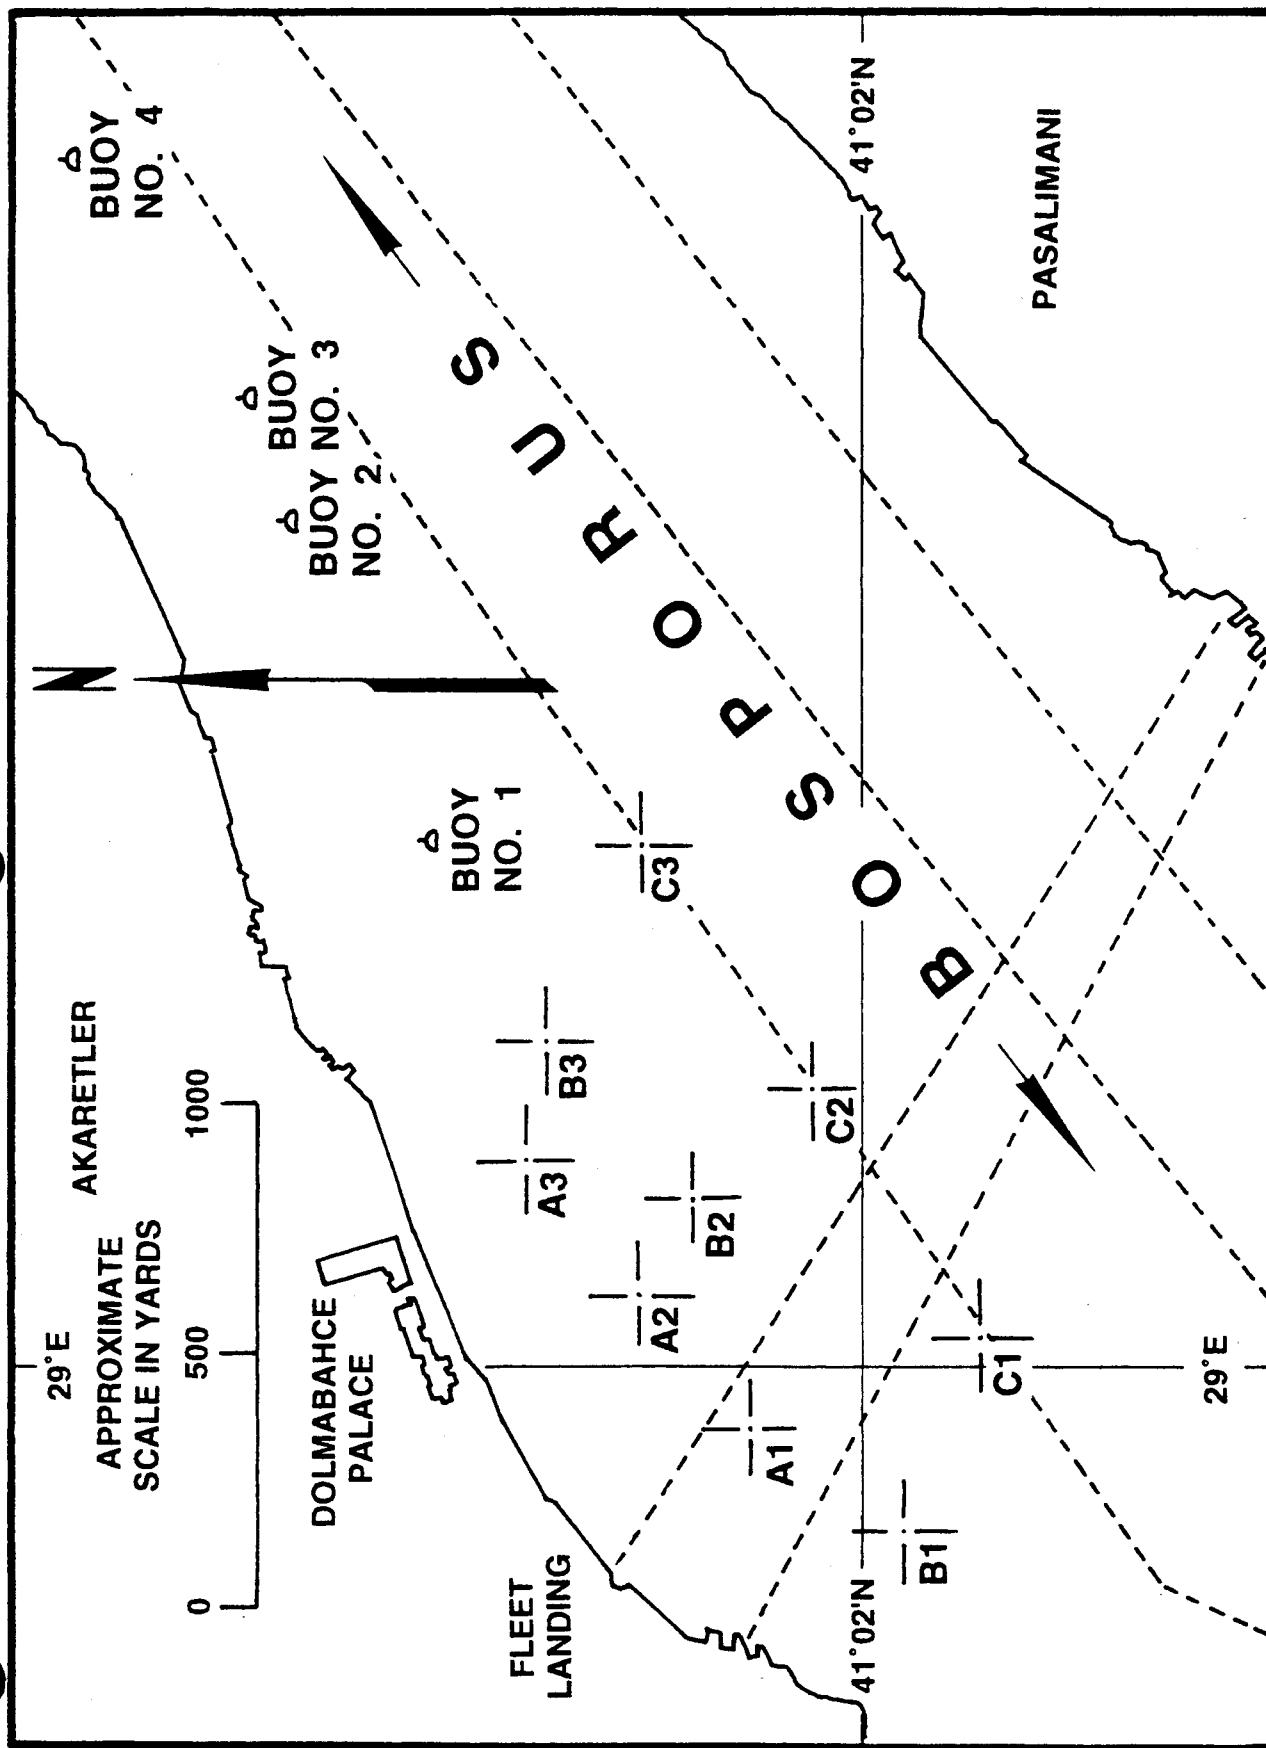 N
29°E
APPROXIMATE
SCALE IN YARDS
0 500 1000
AKARETLER
DOLMABAHCE
PALACE
FLEET
LANDING
BUOY
NO. 4
BUOY
NO. 3
BUOY
NO. 2
BUOY
NO. 1
A3
B3
A2
B2
C3
A1
C2
B1
C1
BOSPORUS
41°02'N
41°02'N
PASALIMANI
29°E